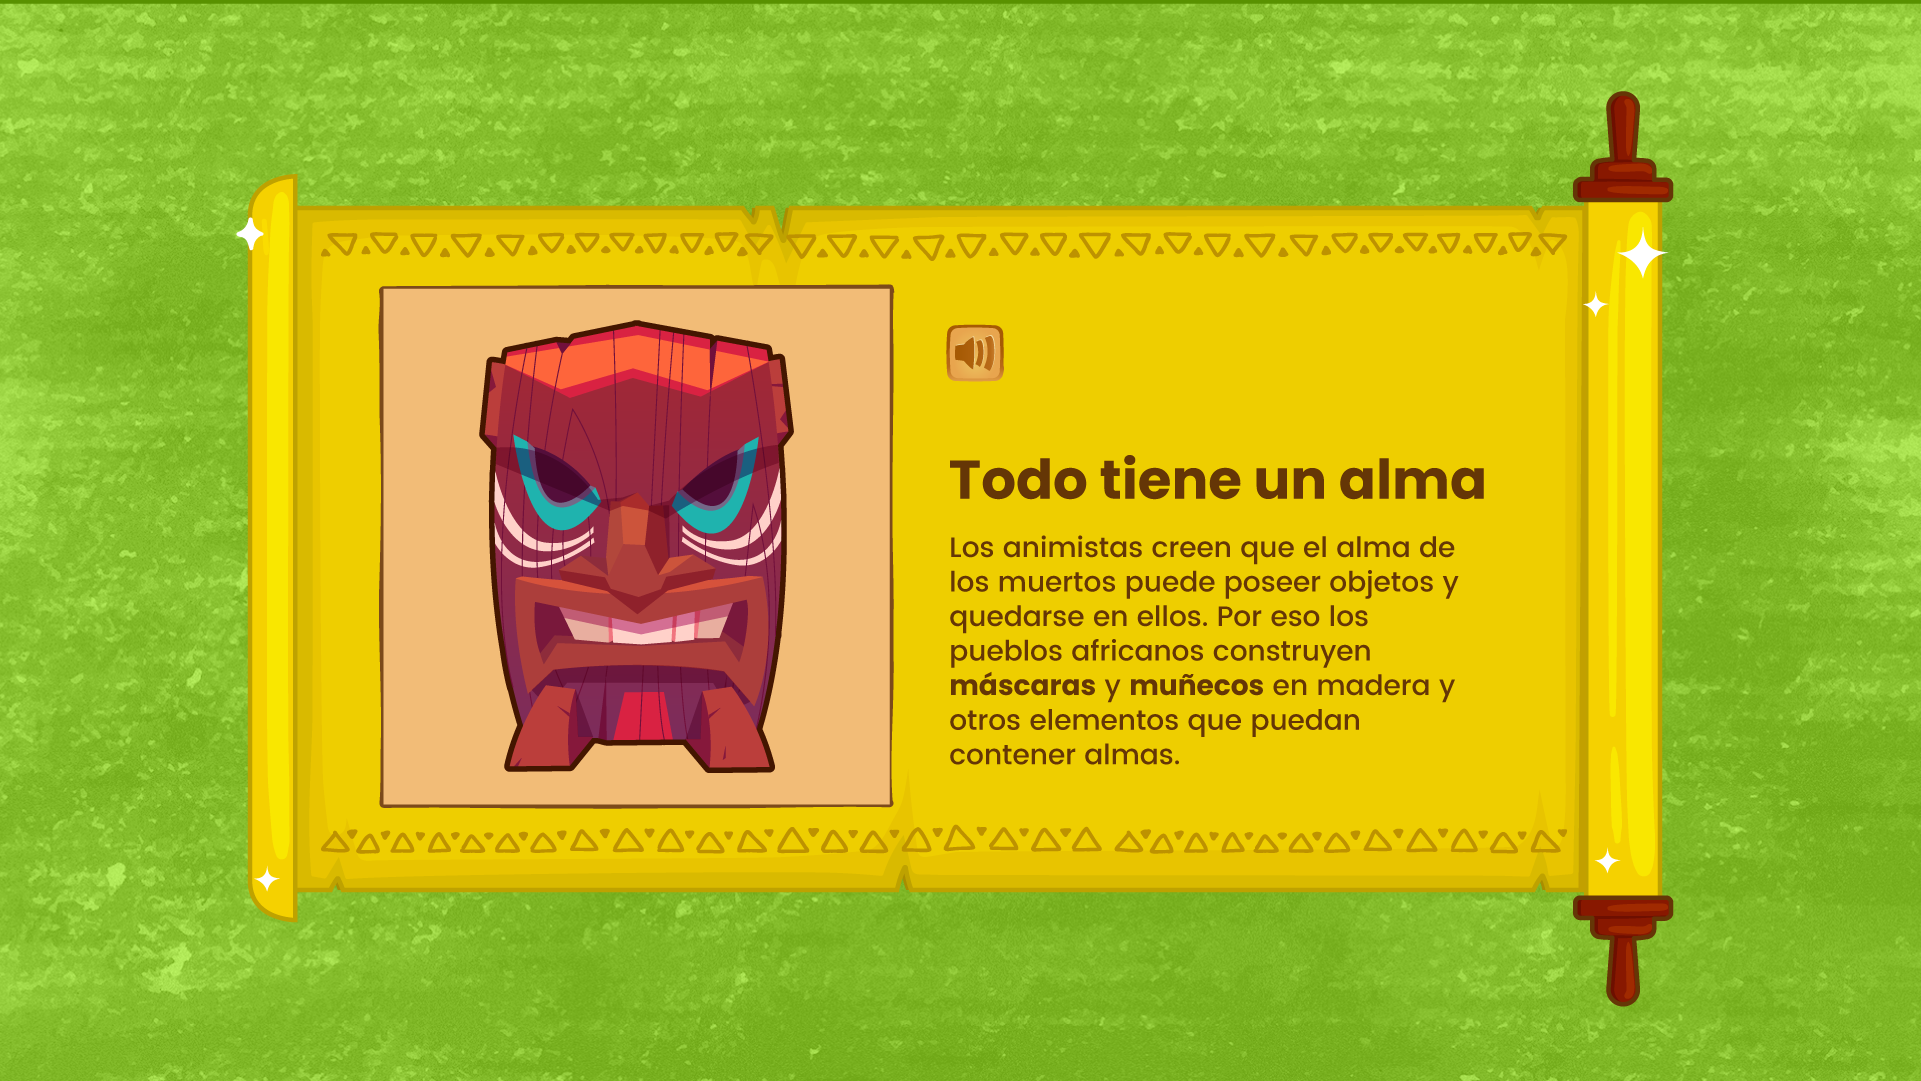 Todo tiene un alma
Los animistas creen que el alma de
los muertos puede poseer objetos y
quedarse en ellos. Por eso los
pueblos africanos construyen
máscaras y muñecos en madera y
otros elementos que puedan
contener almas.